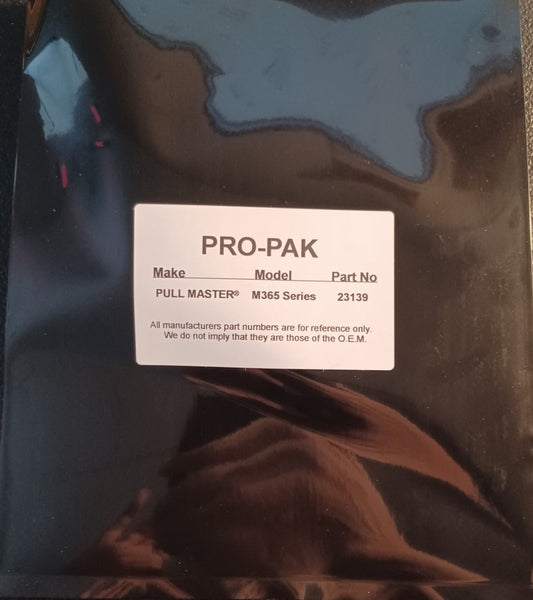 PRO-PAK
Make Model Part No
PULL MASTER® M365 Series 23139
All manufacturers part numbers are for reference only.
We do not imply that they are those of the O.E.M.